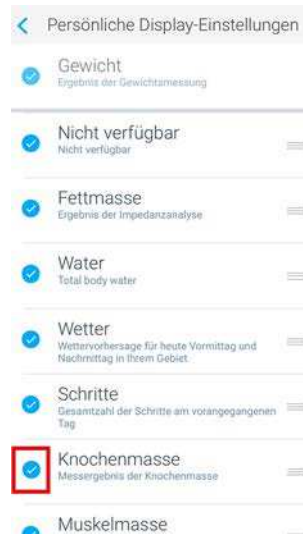 Persönliche Display-Einstellungen
Gewicht
Ergebnis der Gewichtsmessung
Nicht verfügbar
Nicht verfügbar
Fettmasse
Ergebnis der Impedanzanalyse
Water
Total body water
Wetter
Wettervorhersage für heute Vormittag und
Nachmittag in Ihrem Gebiet
Schritte
Gesamtzahl der Schritte am vorangegangenen
Tag
Knochenmasse
Messergebnis der Knochenmasse
Muskelmasse